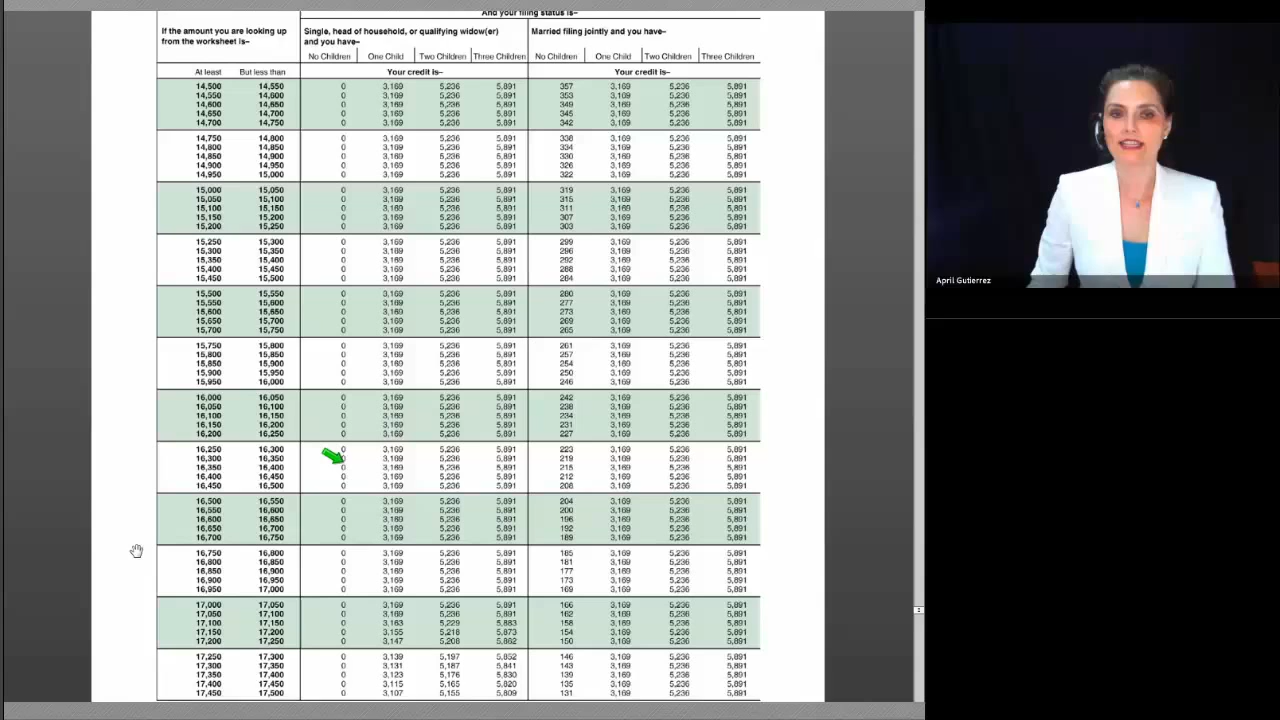 And your filing status is–
If the amount you are looking up from the worksheet is–
Single, head of household, or qualifying widow(er) and you have–
Married filing jointly and you have–
No Children One Child Two Children Three Children No Children One Child Two Children Three Children
At least But less than Your credit is– Your credit is–
14,500 14,550 0 3,169 5,236 5,891 357 3,169 5,236 5,891
14,550 14,600 0 3,169 5,236 5,891 353 3,169 5,236 5,891
14,600 14,650 0 3,169 5,236 5,891 349 3,169 5,236 5,891
14,650 14,700 0 3,169 5,236 5,891 345 3,169 5,236 5,891
14,700 14,750 0 3,169 5,236 5,891 342 3,169 5,236 5,891
14,750 14,800 0 3,169 5,236 5,891 338 3,169 5,236 5,891
14,800 14,850 0 3,169 5,236 5,891 334 3,169 5,236 5,891
14,850 14,900 0 3,169 5,236 5,891 330 3,169 5,236 5,891
14,900 14,950 0 3,169 5,236 5,891 326 3,169 5,236 5,891
14,950 15,000 0 3,169 5,236 5,891 322 3,169 5,236 5,891
15,000 15,050 0 3,169 5,236 5,891 319 3,169 5,236 5,891
15,050 15,100 0 3,169 5,236 5,891 315 3,169 5,236 5,891
15,100 15,150 0 3,169 5,236 5,891 311 3,169 5,236 5,891
15,150 15,200 0 3,169 5,236 5,891 307 3,169 5,236 5,891
15,200 15,250 0 3,169 5,236 5,891 303 3,169 5,236 5,891
15,250 15,300 0 3,169 5,236 5,891 299 3,169 5,236 5,891
15,300 15,350 0 3,169 5,236 5,891 296 3,169 5,236 5,891
15,350 15,400 0 3,169 5,236 5,891 292 3,169 5,236 5,891
15,400 15,450 0 3,169 5,236 5,891 288 3,169 5,236 5,891
15,450 15,500 0 3,169 5,236 5,891 284 3,169 5,236 5,891
15,500 15,550 0 3,169 5,236 5,891 280 3,169 5,236 5,891
15,550 15,600 0 3,169 5,236 5,891 277 3,169 5,236 5,891
15,600 15,650 0 3,169 5,236 5,891 273 3,169 5,236 5,891
15,650 15,700 0 3,169 5,236 5,891 269 3,169 5,236 5,891
15,700 15,750 0 3,169 5,236 5,891 265 3,169 5,236 5,891
15,750 15,800 0 3,169 5,236 5,891 261 3,169 5,236 5,891
15,800 15,850 0 3,169 5,236 5,891 257 3,169 5,236 5,891
15,850 15,900 0 3,169 5,236 5,891 254 3,169 5,236 5,891
15,900 15,950 0 3,169 5,236 5,891 250 3,169 5,236 5,891
15,950 16,000 0 3,169 5,236 5,891 246 3,169 5,236 5,891
16,000 16,050 0 3,169 5,236 5,891 242 3,169 5,236 5,891
16,050 16,100 0 3,169 5,236 5,891 238 3,169 5,236 5,891
16,100 16,150 0 3,169 5,236 5,891 234 3,169 5,236 5,891
16,150 16,200 0 3,169 5,236 5,891 231 3,169 5,236 5,891
16,200 16,250 0 3,169 5,236 5,891 227 3,169 5,236 5,891
16,250 16,300 0 3,169 5,236 5,891 223 3,169 5,236 5,891
16,300 16,350 0 3,169 5,236 5,891 219 3,169 5,236 5,891
16,350 16,400 0 3,169 5,236 5,891 215 3,169 5,236 5,891
16,400 16,450 0 3,169 5,236 5,891 212 3,169 5,236 5,891
16,450 16,500 0 3,169 5,236 5,891 208 3,169 5,236 5,891
16,500 16,550 0 3,169 5,236 5,891 204 3,169 5,236 5,891
16,550 16,600 0 3,169 5,236 5,891 200 3,169 5,236 5,891
16,600 16,650 0 3,169 5,236 5,891 196 3,169 5,236 5,891
16,650 16,700 0 3,169 5,236 5,891 192 3,169 5,236 5,891
16,700 16,750 0 3,169 5,236 5,891 189 3,169 5,236 5,891
16,750 16,800 0 3,169 5,236 5,891 185 3,169 5,236 5,891
16,800 16,850 0 3,169 5,236 5,891 181 3,169 5,236 5,891
16,850 16,900 0 3,169 5,236 5,891 177 3,169 5,236 5,891
16,900 16,950 0 3,169 5,236 5,891 173 3,169 5,236 5,891
16,950 17,000 0 3,169 5,236 5,891 169 3,169 5,236 5,891
17,000 17,050 0 3,169 5,236 5,891 166 3,169 5,236 5,891
17,050 17,100 0 3,169 5,236 5,891 162 3,169 5,236 5,891
17,100 17,150 0 3,163 5,229 5,883 158 3,169 5,236 5,891
17,150 17,200 0 3,155 5,218 5,873 154 3,169 5,236 5,891
17,200 17,250 0 3,147 5,208 5,862 150 3,169 5,236 5,891
17,250 17,300 0 3,139 5,197 5,852 146 3,169 5,236 5,891
17,300 17,350 0 3,131 5,187 5,841 143 3,169 5,236 5,891
17,350 17,400 0 3,123 5,176 5,830 139 3,169 5,236 5,891
17,400 17,450 0 3,115 5,165 5,820 135 3,169 5,236 5,891
17,450 17,500 0 3,107 5,155 5,809 131 3,169 5,236 5,891
April Gutierrez